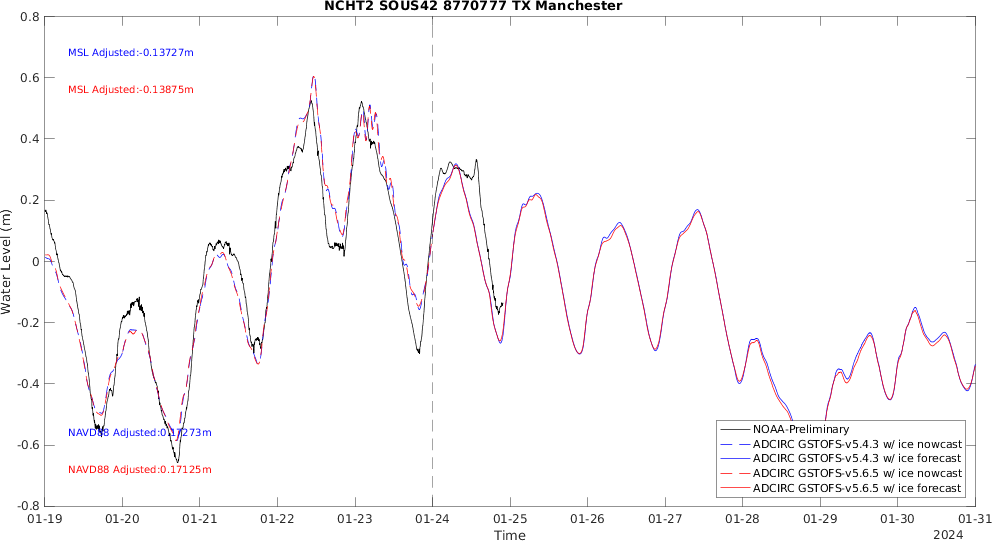 NCHT2 SOUS42 8770777 TX Manchester
0.8
MSL Adjusted:-0.13727m
0.6
MSL Adjusted:-0.13875m
0.4
0.2
Water Level (m)
0
-0.2
-0.4
NOAA-Preliminary
NAVD88 Adjusted:0.17273m
ADCIRC GSTOFS-v5.4.3 w/ ice nowcast
-0.6
ADCIRC GSTOFS-v5.4.3 w/ ice forecast
NAVD88 Adjusted:0.17125m
ADCIRC GSTOFS-v5.6.5 w/ ice nowcast
ADCIRC GSTOFS-v5.6.5 w/ ice forecast
-0.8
01-19 01-20 01-21 01-22 01-23 01-24 01-25 01-26 01-27 01-28 01-29 01-30 01-31
Time
2024